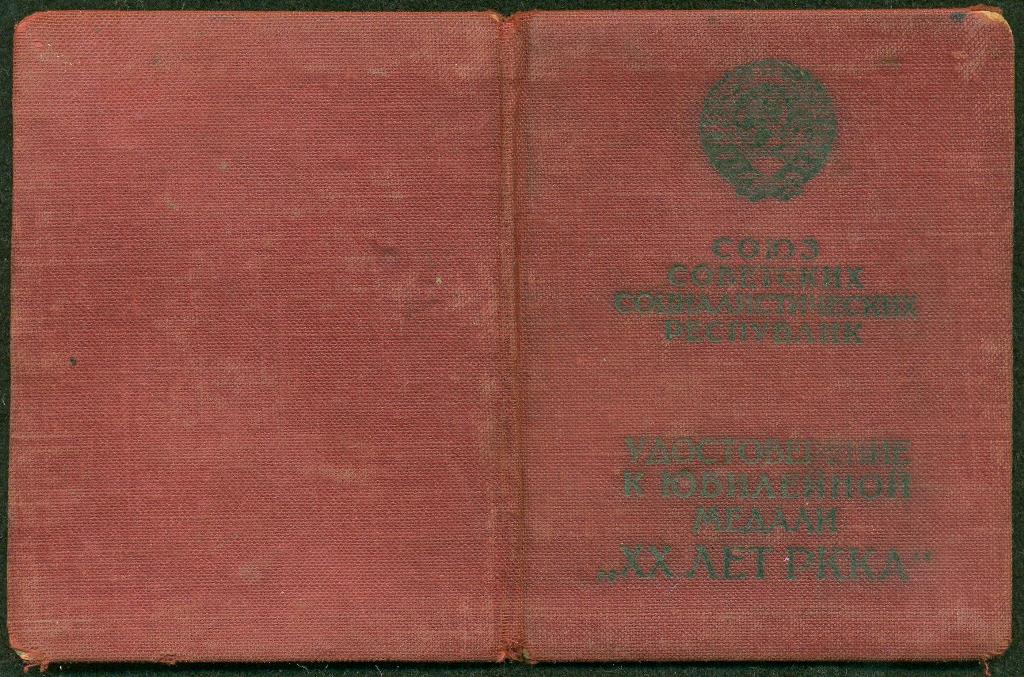 СОЮЗ
СОВЕТСКИХ
СОЦИАЛИСТИЧЕСКИХ
РЕСПУБЛИК
УДОСТОВЕРЕНИЕ
К ЮБИЛЕЙНОЙ
МЕДАЛИ
„XX ЛЕТ РККА“